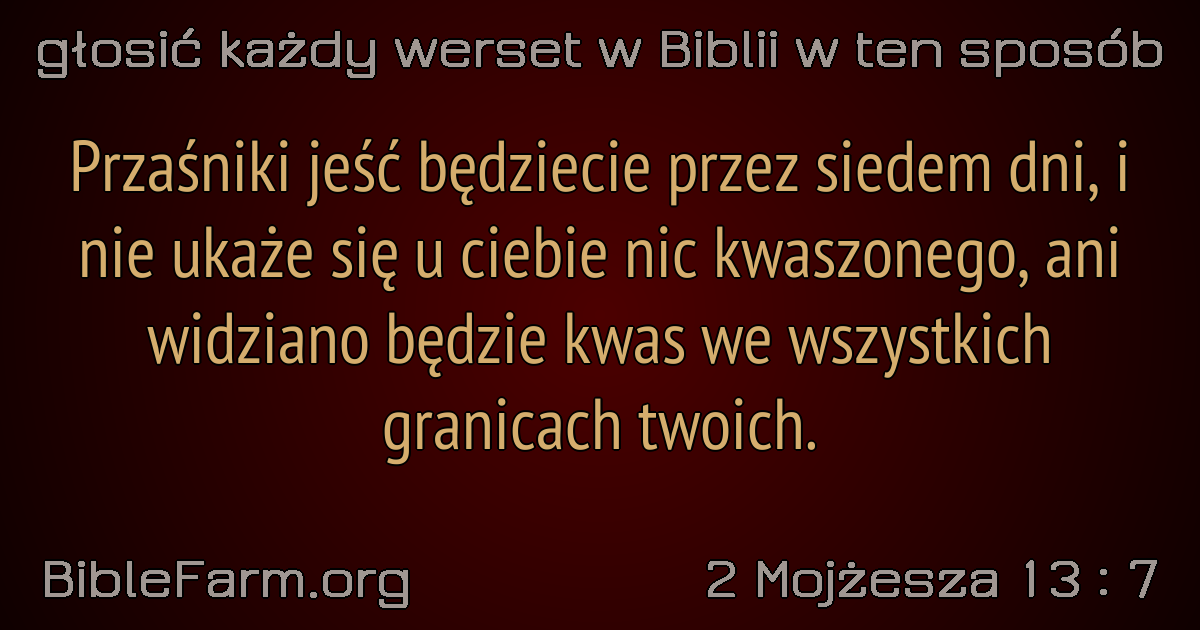 głosić każdy werset w Biblii w ten sposób
Przaśniki jeść będziecie przez siedem dni, i
nie ukaże się u ciebie nic kwaszonego, ani
widziano będzie kwas we wszystkich
granicach twoich.
BibleFarm.org
2 Mojżesza 13 : 7